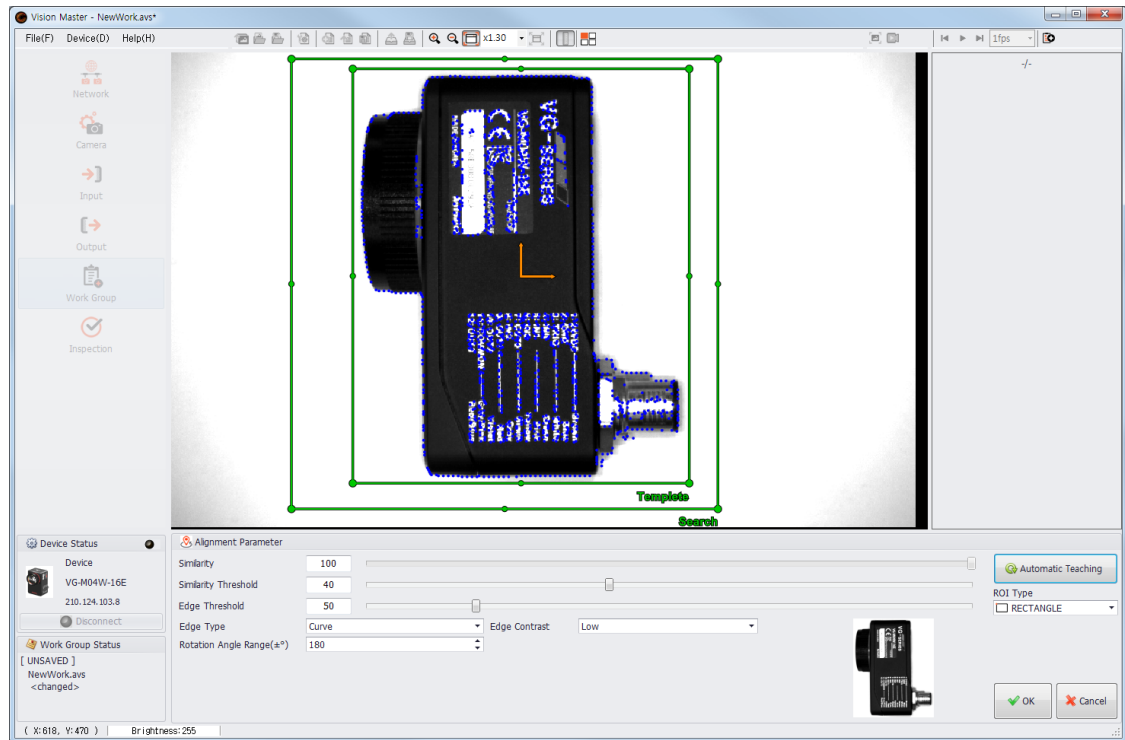 Vision Master - NewWork.avs*
File(F) Device(D) Help(H)
x1.30
1fps
Network
Camera
Input
Output
Work Group
Inspection
-/-
VG-SERIES
Templete
Search
Device Status
Device
VG-M04W-16E
210.124.103.8
Disconnect
Work Group Status
[ UNSAVED ]
NewWork.avs
<changed>
Alignment Parameter
Similarity 100
Similarity Threshold 40
Edge Threshold 50
Edge Type Curve Edge Contrast Low
Rotation Angle Range(±º) 180
Automatic Teaching
ROI Type
RECTANGLE
OK Cancel
( X:618, Y:470 ) Brightness:255